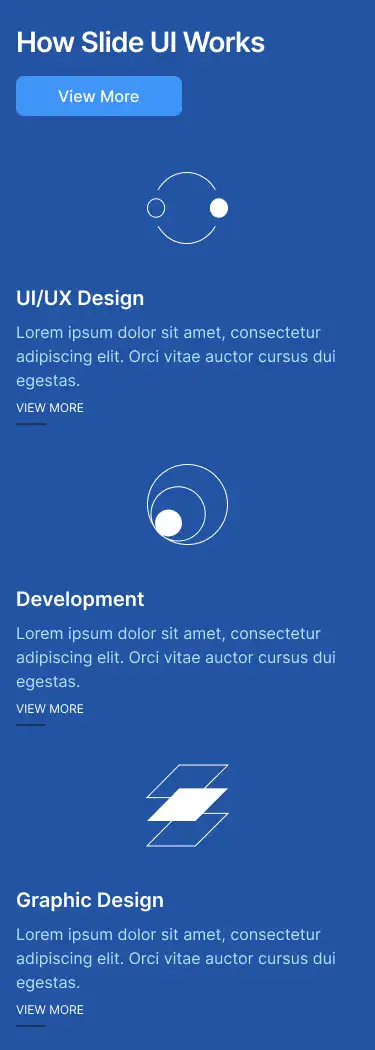 How Slide UI Works
View More
UI/UX Design
Lorem ipsum dolor sit amet, consectetur
adipiscing elit. Orci vitae auctor cursus dui
egestas.
VIEW MORE
Development
Lorem ipsum dolor sit amet, consectetur
adipiscing elit. Orci vitae auctor cursus dui
egestas.
VIEW MORE
Graphic Design
Lorem ipsum dolor sit amet, consectetur
adipiscing elit. Orci vitae auctor cursus dui
egestas.
VIEW MORE